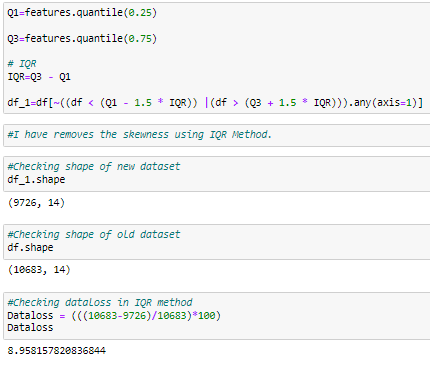 Q1=features.quantile(0.25)
Q3=features.quantile(0.75)
# IQR
IQR=Q3 - Q1
df_1=df[~((df < (Q1 - 1.5 * IQR)) |(df > (Q3 + 1.5 * IQR))).any(axis=1)]
#I have removes the skewness using IQR Method.
#Checking shape of new dataset
df_1.shape
(9726, 14)
#Checking shape of old dataset
df.shape
(10683, 14)
#Checking dataloss in IQR method
Dataloss = (((10683-9726)/10683)*100)
Dataloss
8.958157820836844